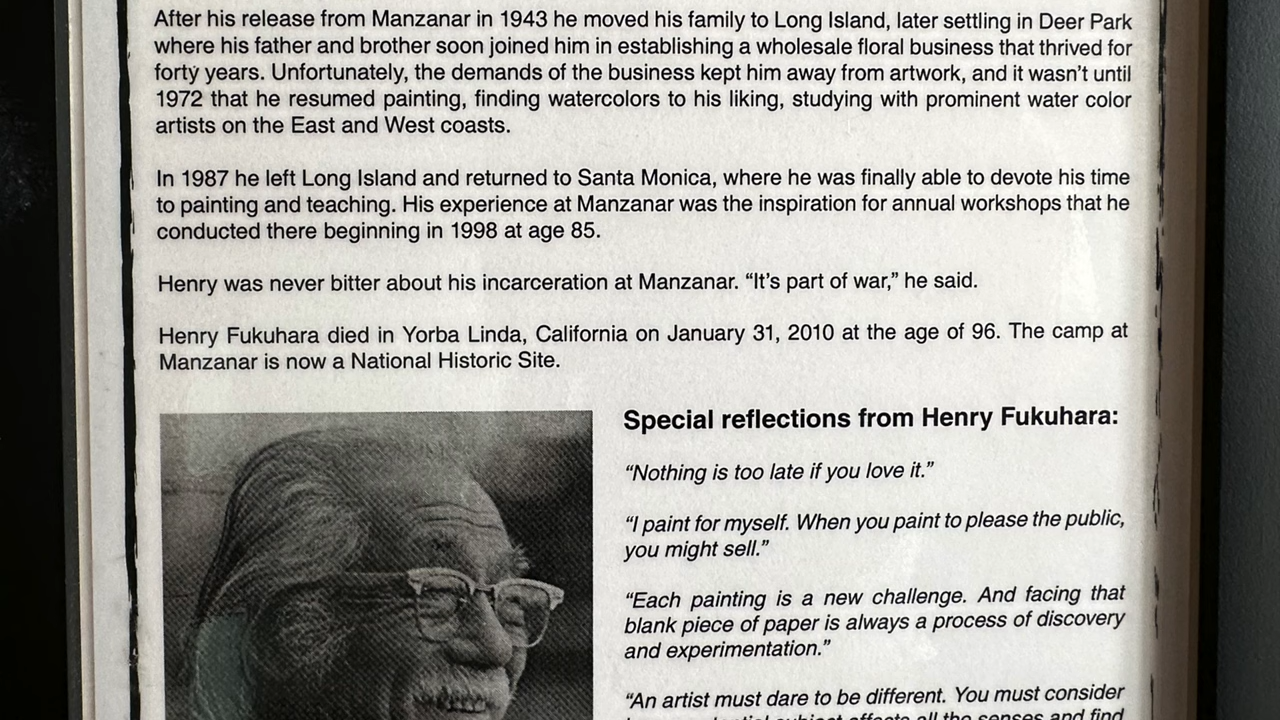 After his release from Manzanar in 1943 he moved his family to Long Island, later settling in Deer Park
where his father and brother soon joined him in establishing a wholesale floral business that thrived for
forty years. Unfortunately, the demands of the business kept him away from artwork, and it wasn’t until
1972 that he resumed painting, finding watercolors to his liking, studying with prominent water color
artists on the East and West coasts.
In 1987 he left Long Island and returned to Santa Monica, where he was finally able to devote his time
to painting and teaching. His experience at Manzanar was the inspiration for annual workshops that he
conducted there beginning in 1998 at age 85.
Henry was never bitter about his incarceration at Manzanar. “It’s part of war,” he said.
Henry Fukuhara died in Yorba Linda, California on January 31, 2010 at the age of 96. The camp at
Manzanar is now a National Historic Site.
Special reflections from Henry Fukuhara:
“Nothing is too late if you love it.”
“I paint for myself. When you paint to please the public,
you might sell.”
“Each painting is a new challenge. And facing that
blank piece of paper is always a process of discovery
and experimentation.”
“An artist must dare to be different. You must consider
subject affects all the senses and find